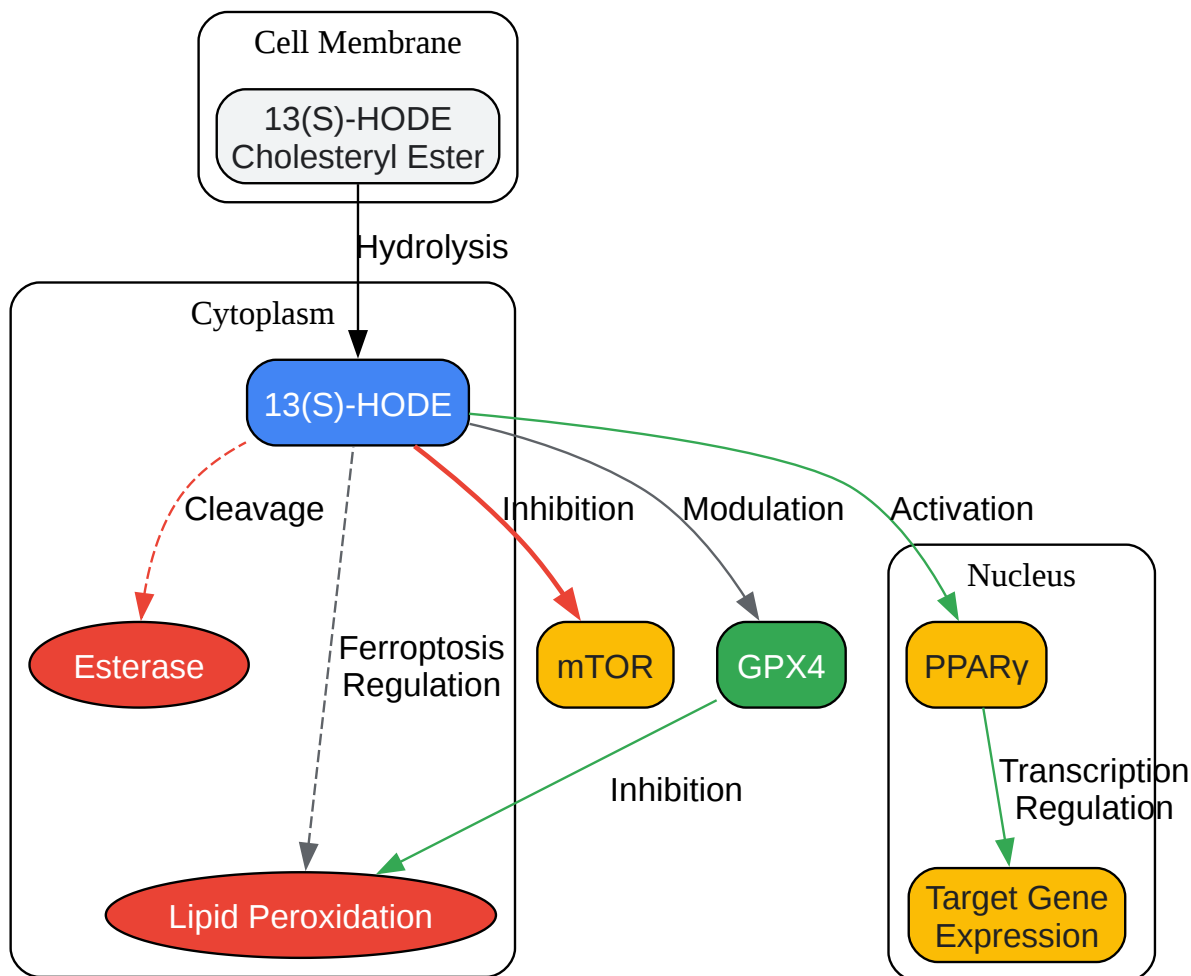 Cell Membrane
13(S)-HODE
Cholesteryl Ester
Hydrolysis
Cytoplasm
13(S)-HODE
Cleavage
Inhibition
Modulation
Activation
Nucleus
Esterase
Ferroptosis
Regulation
mTOR
GPX4
PPARγ
Inhibition
Transcription
Regulation
Lipid Peroxidation
Target Gene
Expression